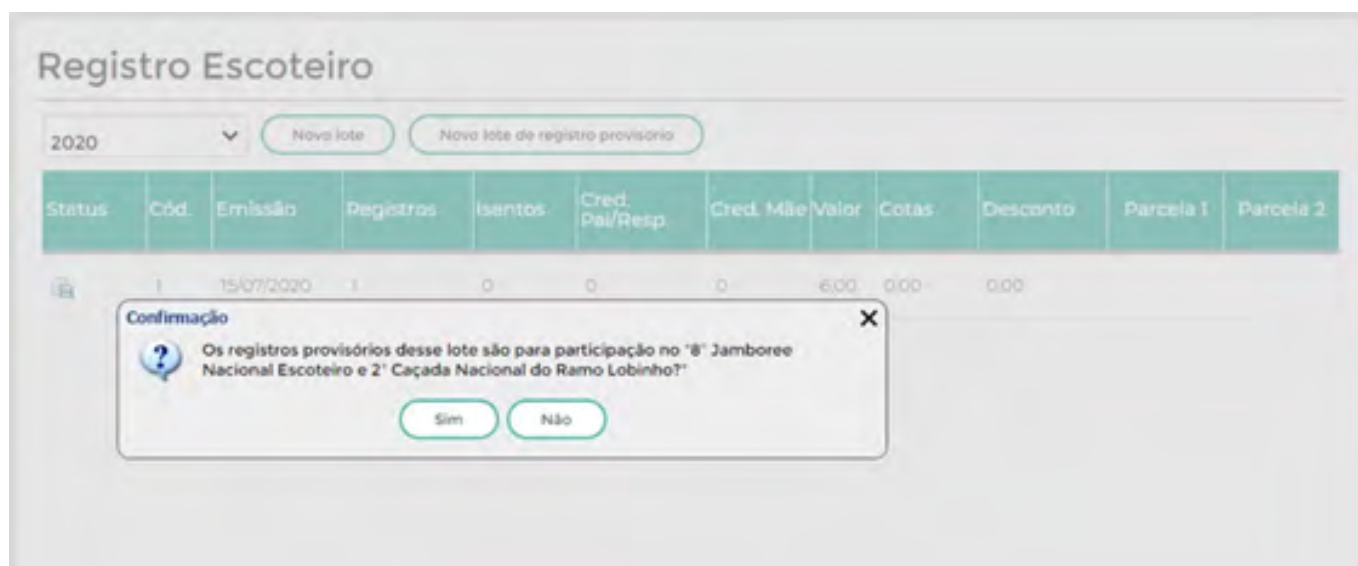 Registro Escoteiro
2020 Novo lote Novo lote de registro provisório
Status Cód. Emissão Registros Isentos Cred. Pai/Resp. Cred. Mãe Valor Cotas Desconto Parcela 1 Parcela 2
1 15/07/2020 1 0 0 0 6,00 0,00 0,00
Confirmação
Os registros provisórios desse lote são para participação no "8° Jamboree
Nacional Escoteiro e 2° Caçada Nacional do Ramo Lobinho?"
Sim Não